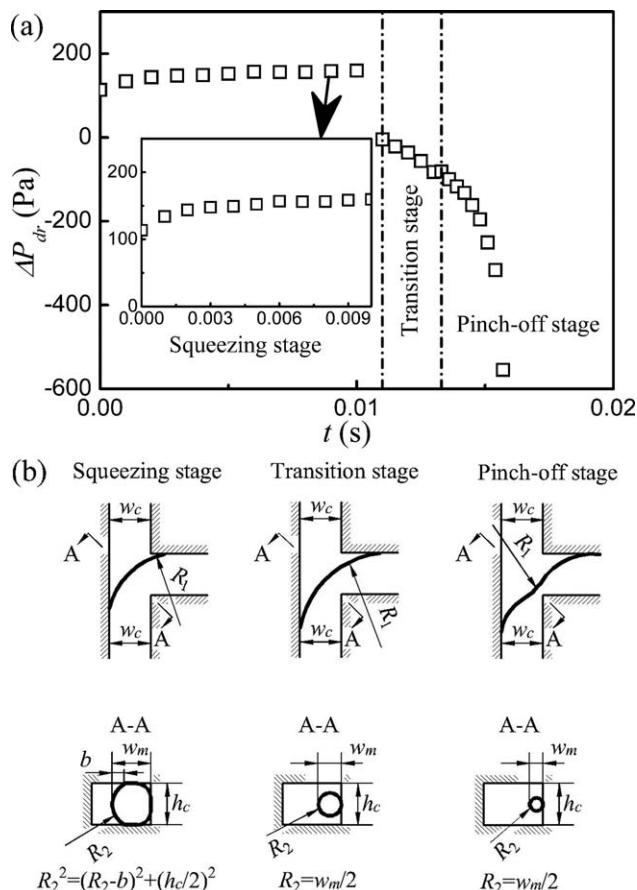 (a)
200
0
-200
-400
-600
ΔP_dr (Pa)
200
100
0
0.000 0.003 0.006 0.009
Squeezing stage
Transition stage
Pinch-off stage
0.00 0.01 0.02
t (s)
(b)
Squeezing stage Transition stage Pinch-off stage
w_c w_c w_c
A A A
R_1 R_1 R_1
w_c w_c w_c
A A A
A-A A-A A-A
b w_m w_m w_m
h_c h_c h_c
R_2 R_2 R_2
R_2^2=(R_2-b)^2+(h_c/2)^2 R_2=w_m/2 R_2=w_m/2